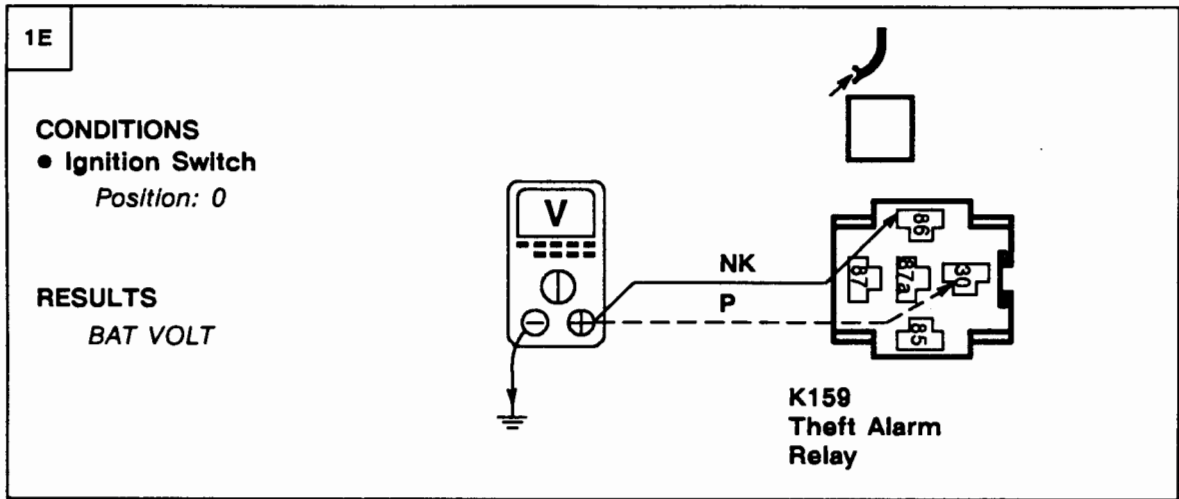 1E
CONDITIONS
● Ignition Switch
Position: 0
RESULTS
BAT VOLT
V
NK
P
86
87
87a
30
85
K159
Theft Alarm
Relay